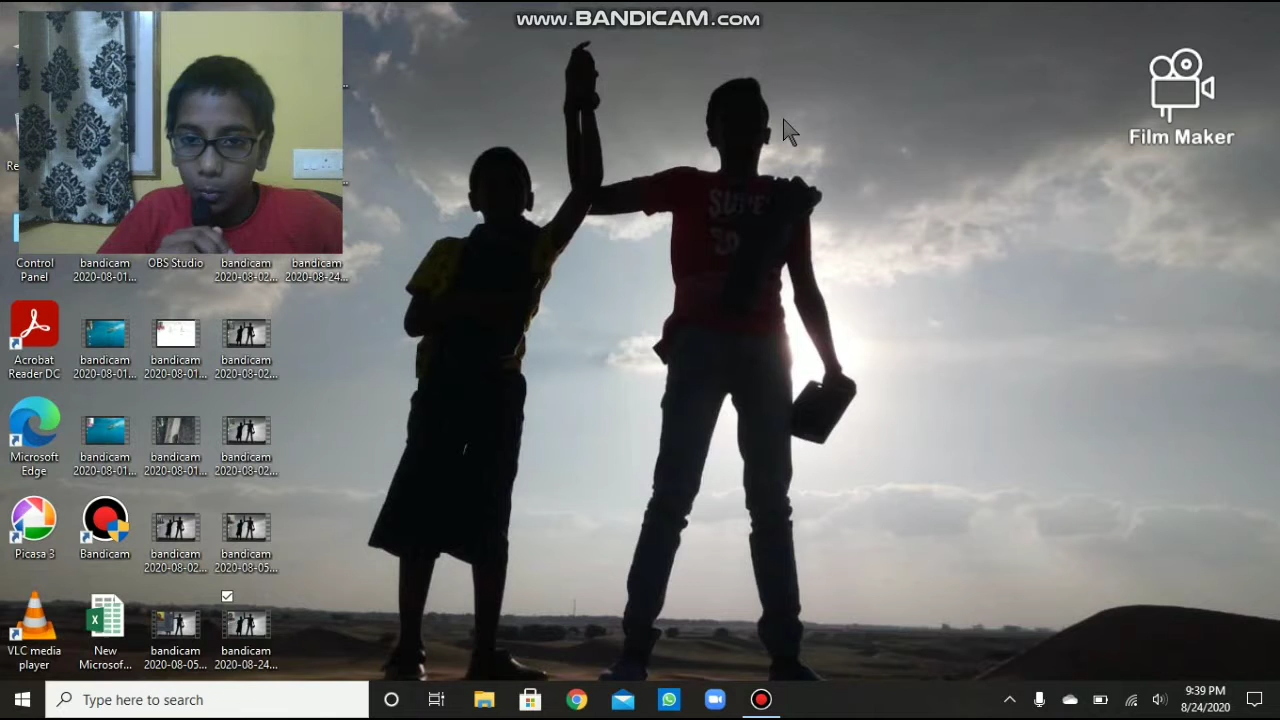 www.BANDICAM.com
Film Maker
SUPE
3D
Control
Panel
bandicam
2020-08-01...
OBS Studio
bandicam
2020-08-02...
bandicam
2020-08-24...
Acrobat
Reader DC
bandicam
2020-08-01...
bandicam
2020-08-01...
bandicam
2020-08-02...
Microsoft
Edge
bandicam
2020-08-01...
bandicam
2020-08-01...
bandicam
2020-08-02...
Picasa 3
Bandicam
bandicam
2020-08-02...
bandicam
2020-08-05...
VLC media
player
New
Microsof...
bandicam
2020-08-05...
bandicam
2020-08-24...
Type here to search
9:39 PM
8/24/2020